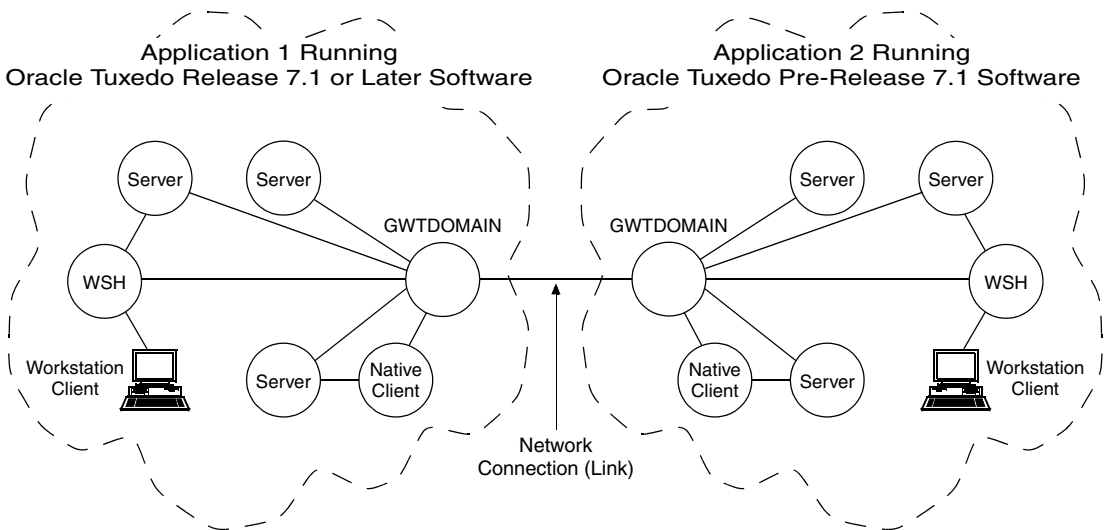 Application 1 Running
Oracle Tuxedo Release 7.1 or Later Software
Application 2 Running
Oracle Tuxedo Pre-Release 7.1 Software
Server
Server
GWTDOMAIN
WSH
Workstation
Client
Server
Native
Client
Network
Connection (Link)
Server
Server
GWTDOMAIN
WSH
Native
Client
Server
Workstation
Client